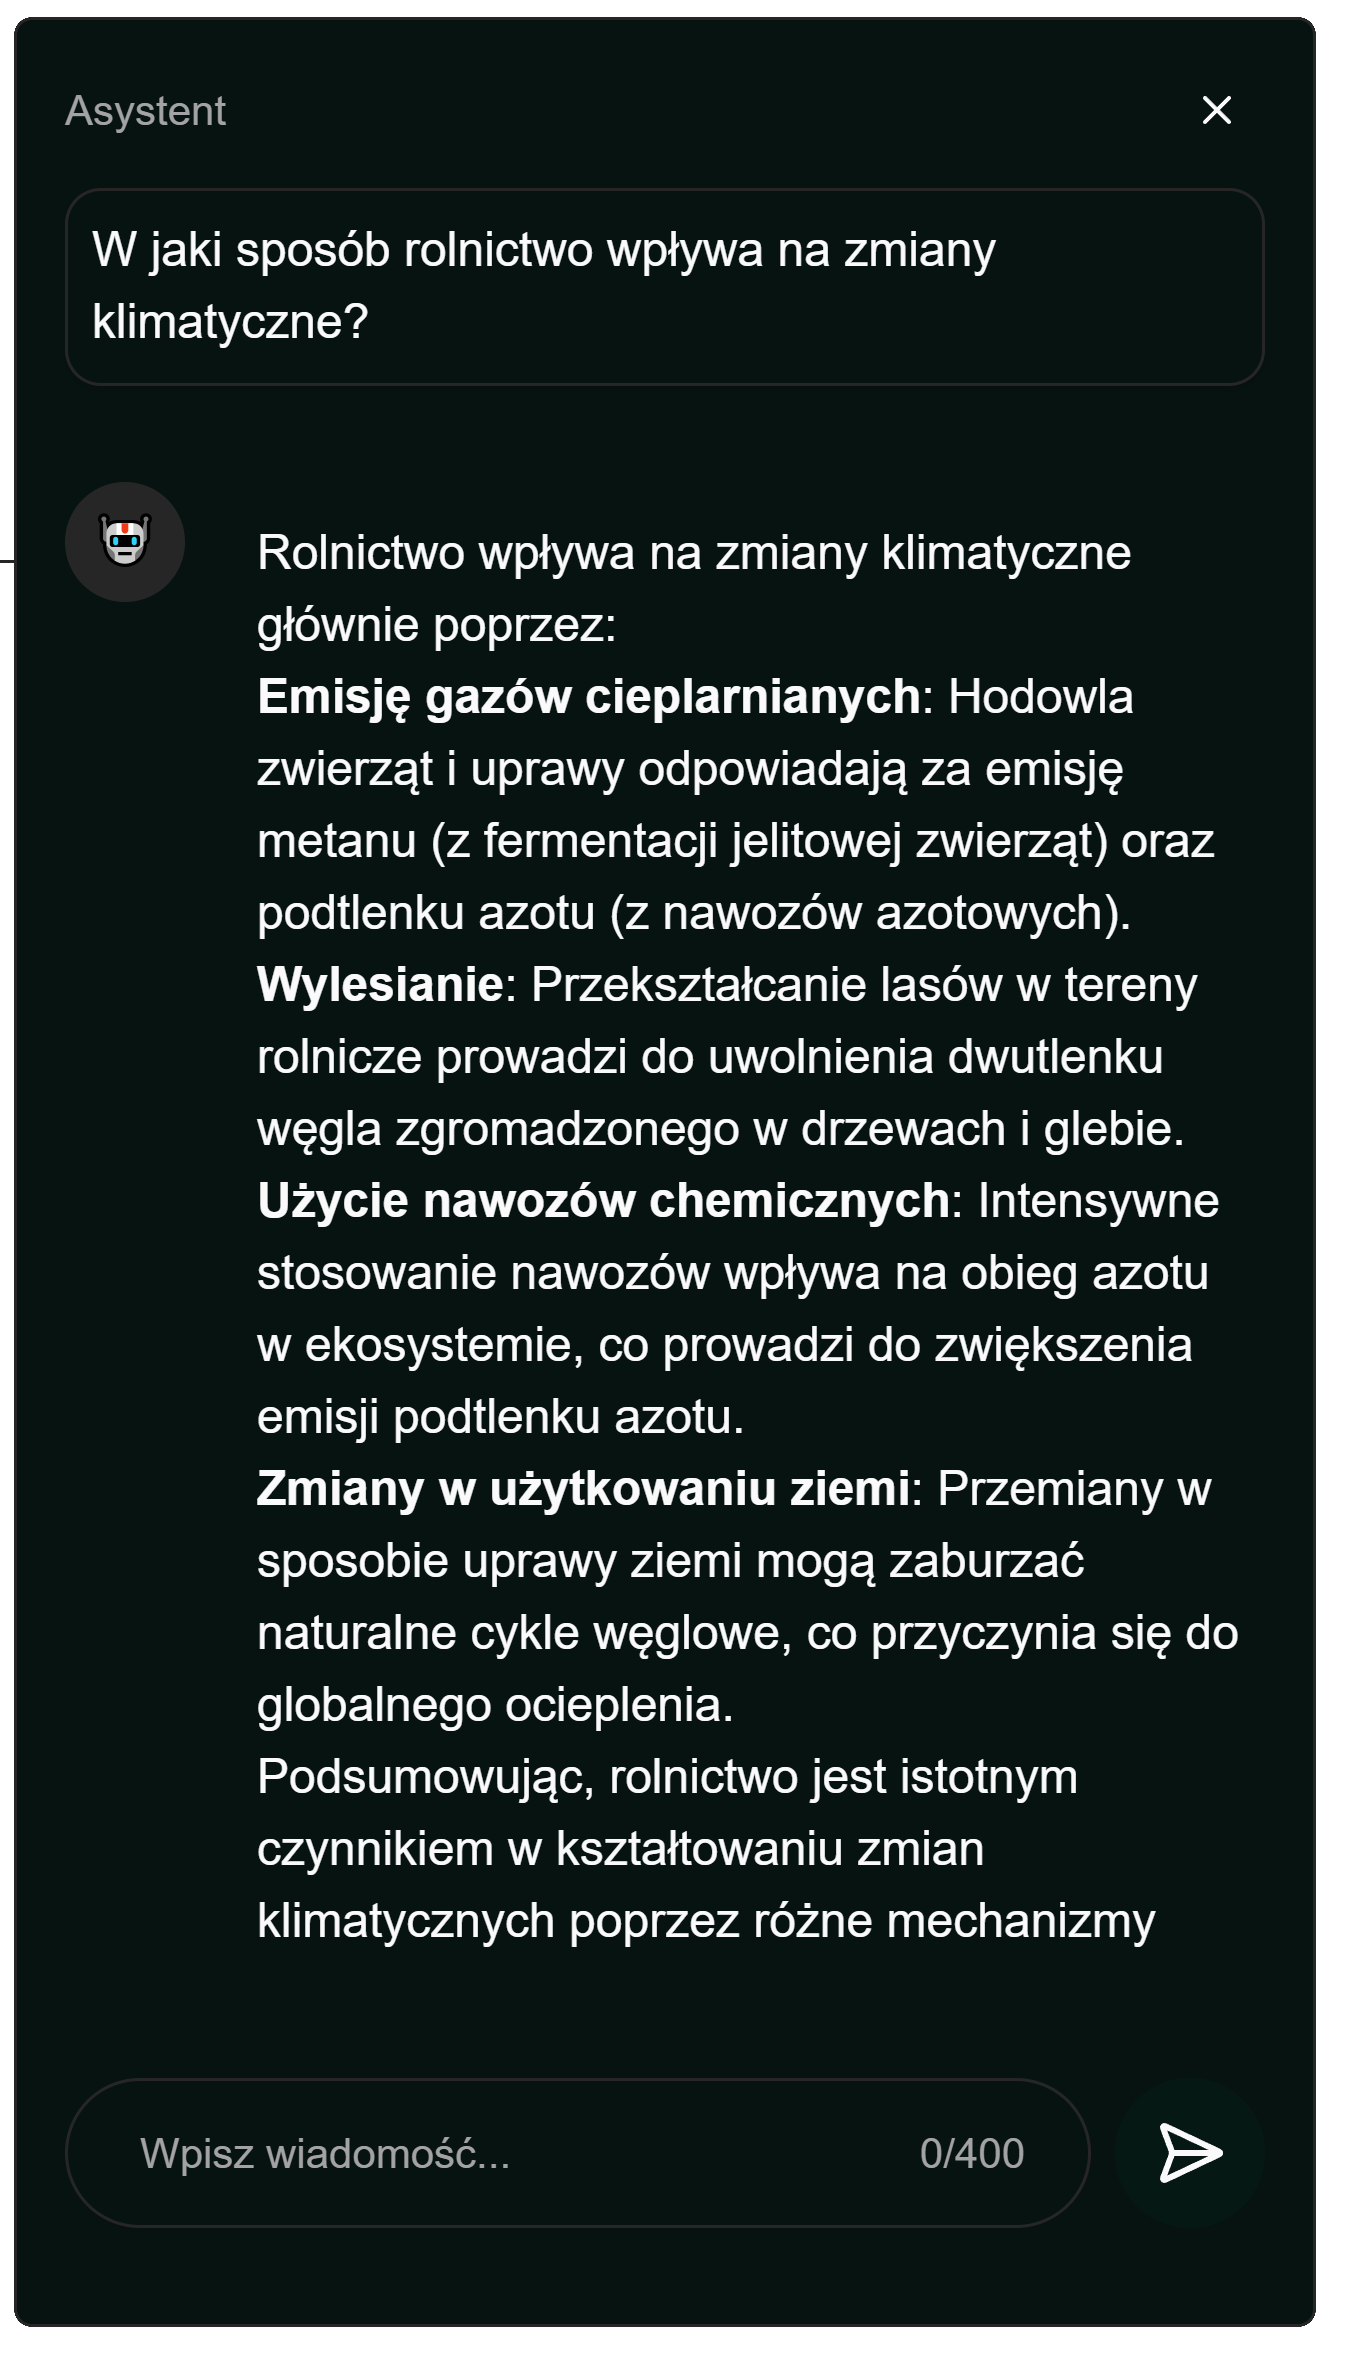 Asystent
W jaki sposób rolnictwo wpływa na zmiany
klimatyczne?
Rolnictwo wpływa na zmiany klimatyczne
głównie poprzez:
Emisję gazów cieplarnianych: Hodowla
zwierząt i uprawy odpowiadają za emisję
metanu (z fermentacji jelitowej zwierząt) oraz
podtlenku azotu (z nawozów azotowych).
Wylesianie: Przekształcanie lasów w tereny
rolnicze prowadzi do uwolnienia dwutlenku
węgla zgromadzonego w drzewach i glebie.
Użycie nawozów chemicznych: Intensywne
stosowanie nawozów wpływa na obieg azotu
w ekosystemie, co prowadzi do zwiększenia
emisji podtlenku azotu.
Zmiany w użytkowaniu ziemi: Przemiany w
sposobie uprawy ziemi mogą zaburzać
naturalne cykle węglowe, co przyczynia się do
globalnego ocieplenia.
Podsumowując, rolnictwo jest istotnym
czynnikiem w kształtowaniu zmian
klimatycznych poprzez różne mechanizmy
Wpisz wiadomość... 0/400